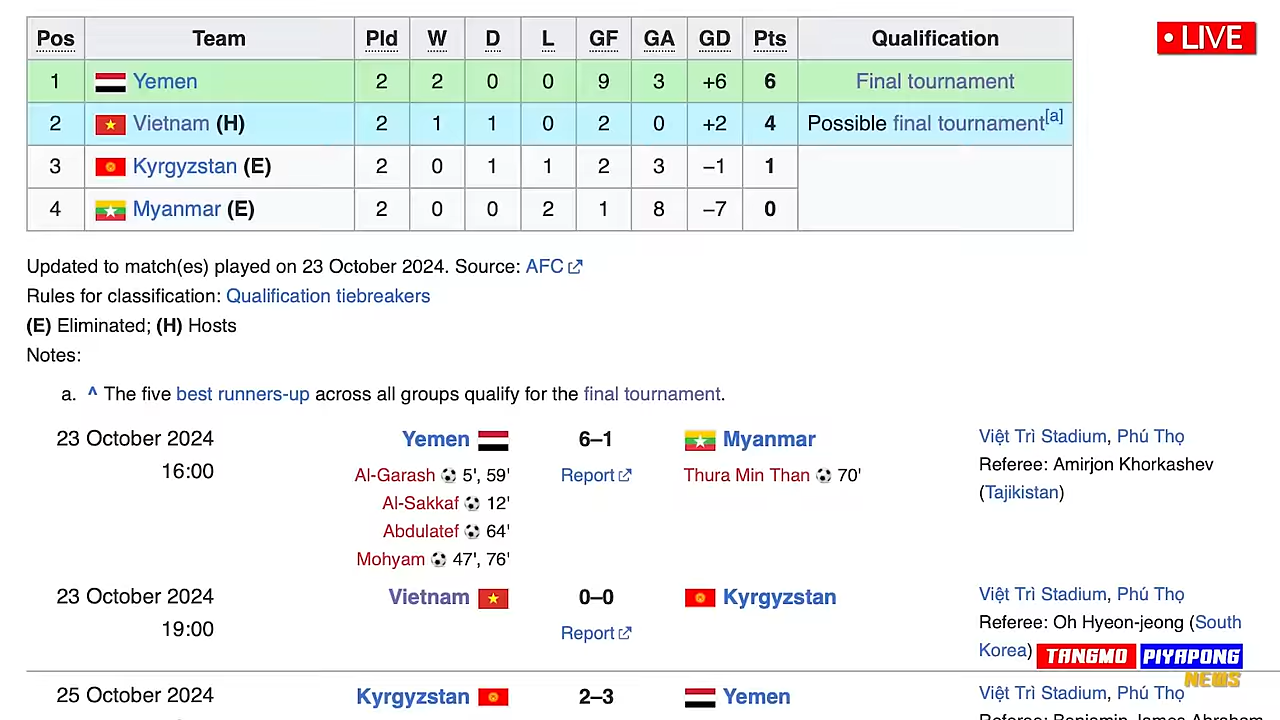 Pos Team Pld W D L GF GA GD Pts Qualification
1 Yemen 2 2 0 0 9 3 +6 6 Final tournament
2 Vietnam (H) 2 1 1 0 2 0 +2 4 Possible final tournament[a]
3 Kyrgyzstan (E) 2 0 1 1 2 3 −1 1
4 Myanmar (E) 2 0 0 2 1 8 −7 0
• LIVE
Updated to match(es) played on 23 October 2024. Source: AFC
Rules for classification: Qualification tiebreakers
(E) Eliminated; (H) Hosts
Notes:
a. ^ The five best runners-up across all groups qualify for the final tournament.
23 October 2024 Yemen 6–1 Myanmar Việt Trì Stadium, Phú Thọ
16:00 Al-Garash 5', 59' Report Thura Min Than 70' Referee: Amirjon Khorkashev
Al-Sakkaf 12' (Tajikistan)
Abdulatef 64'
Mohyam 47', 76'
23 October 2024 Vietnam 0–0 Kyrgyzstan Việt Trì Stadium, Phú Thọ
19:00 Report Referee: Oh Hyeon-jeong (South
Korea)
TANGMO PIYAPONG
NEWS
25 October 2024 Kyrgyzstan 2–3 Yemen Việt Trì Stadium, Phú Thọ
Referee: Benjamin James Abraham